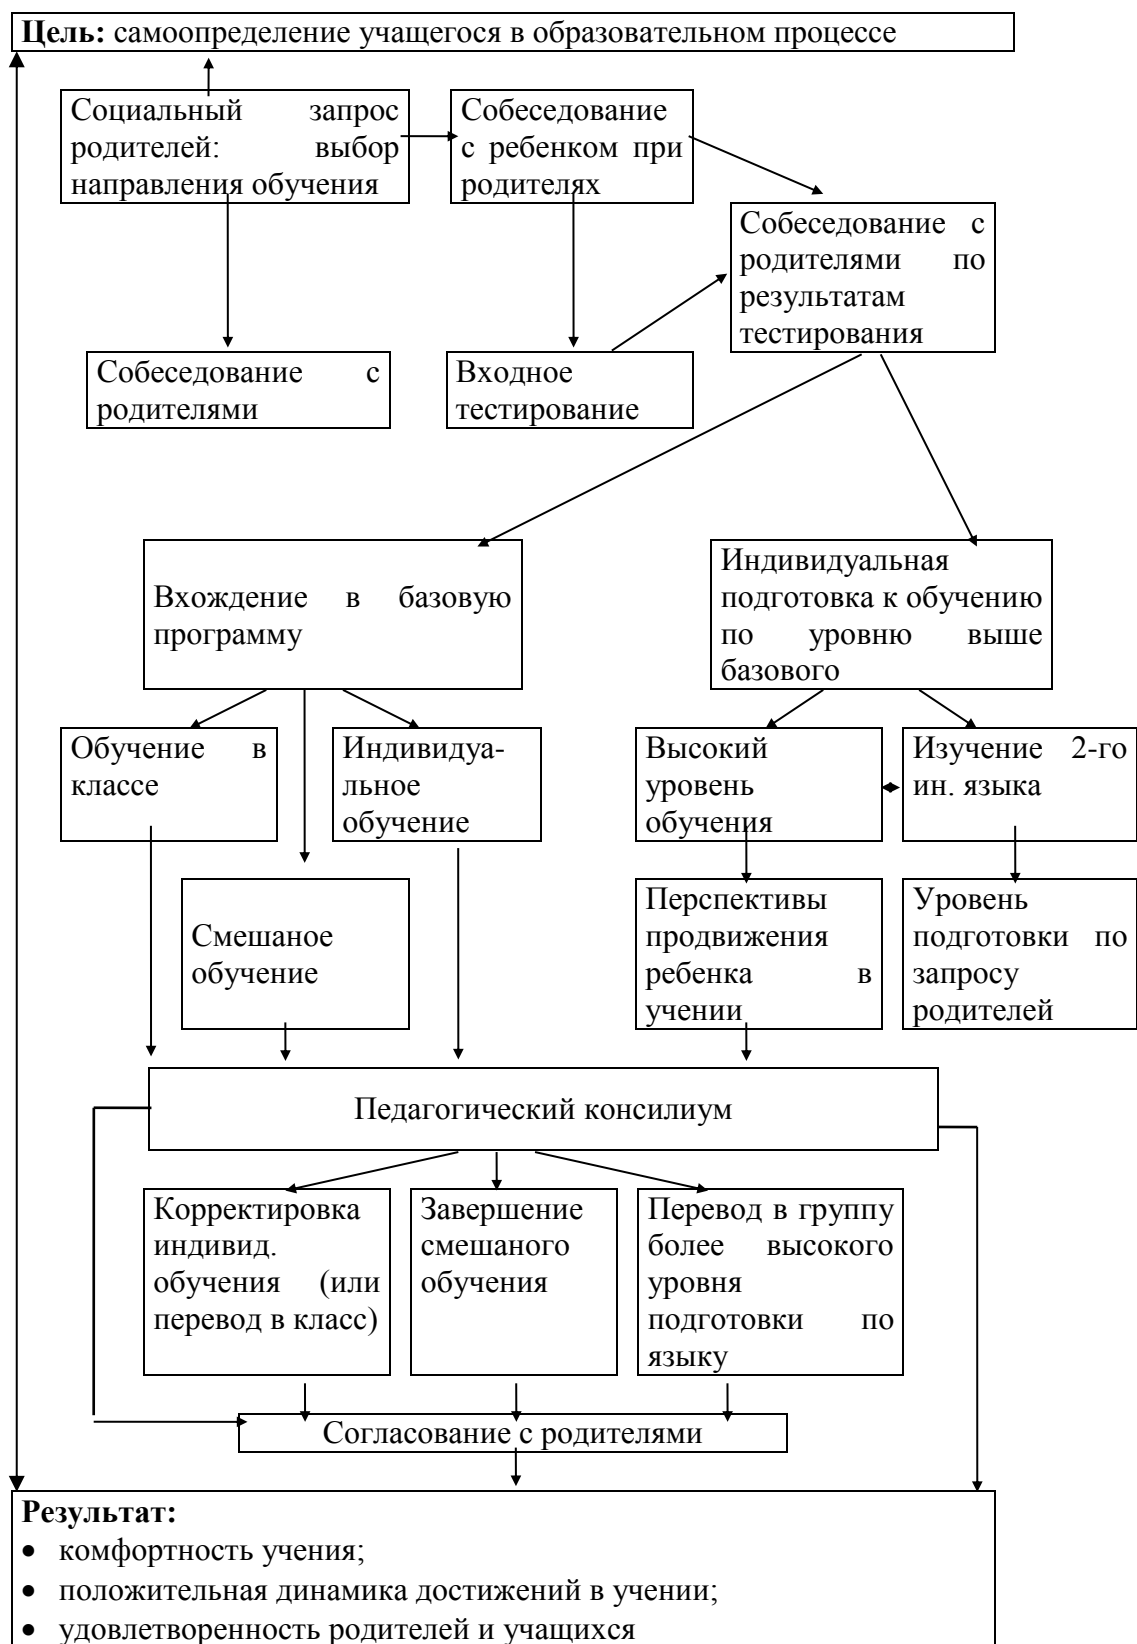 Цель: самоопределение учащегося в образовательном процессе
Социальный запрос
родителей: выбор
направления обучения
Собеседование
с ребенком при
родителях
Собеседование с
родителями по
результатам
тестирования
Собеседование с
родителями
Входное
тестирование
Вхождение в базовую
программу
Индивидуальная
подготовка к обучению
по уровню выше
базового
Обучение в
классе
Индивидуа-
льное
обучение
Высокий
уровень
обучения
Изучение 2-го
ин. языка
Смешаное
обучение
Перспективы
продвижения
ребенка в
учении
Уровень
подготовки по
запросу
родителей
Педагогический консилиум
Корректировка
индивид.
обучения (или
перевод в класс)
Завершение
смешаного
обучения
Перевод в группу
более высокого
уровня
подготовки по
языку
Согласование с родителями
Результат:
• комфортность учения;
• положительная динамика достижений в учении;
• удовлетворенность родителей и учащихся